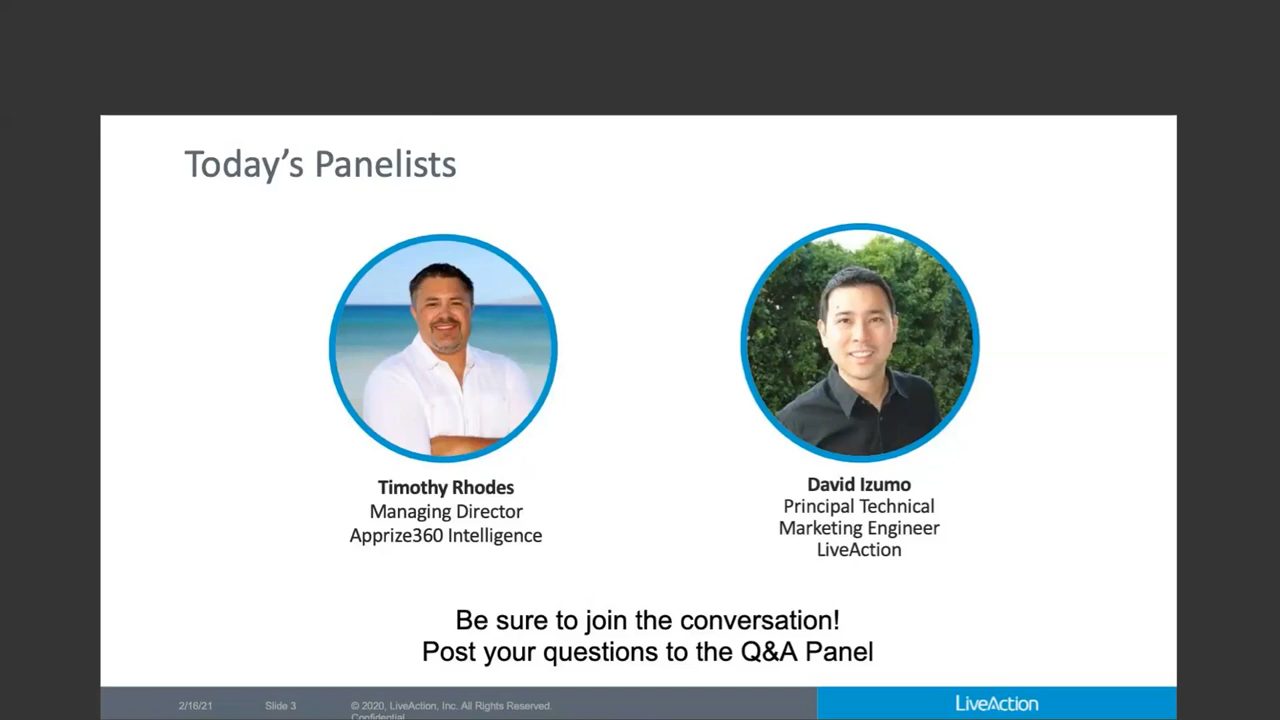 Today’s Panelists
Timothy Rhodes
Managing Director
Apprize360 Intelligence
David Izumo
Principal Technical
Marketing Engineer
LiveAction
Be sure to join the conversation!
Post your questions to the Q&A Panel
2/16/21
Slide 3
© 2020, LiveAction, Inc. All Rights Reserved.
Confidential
LiveAction